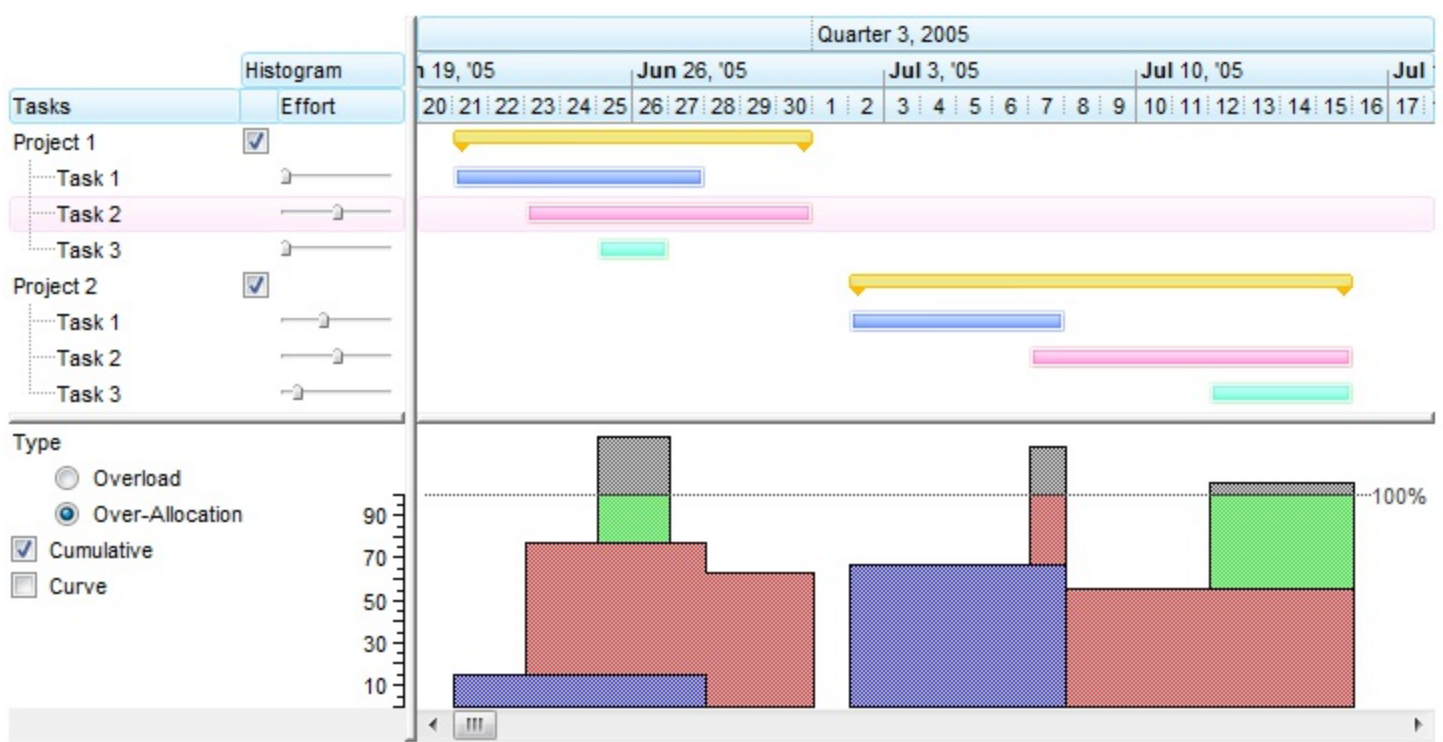 Quarter 3, 2005
Histogram
19, '05 Jun 26, '05 Jul 3, '05 Jul 10, '05 Jul
Tasks Effort 20 21 22 23 24 25 26 27 28 29 30 1 2 3 4 5 6 7 8 9 10 11 12 13 14 15 16 17
Project 1
Task 1
Task 2
Task 3
Project 2
Task 1
Task 2
Task 3
Type
Overload
100%
Over-Allocation
90
Cumulative
70
Curve
50
30
10